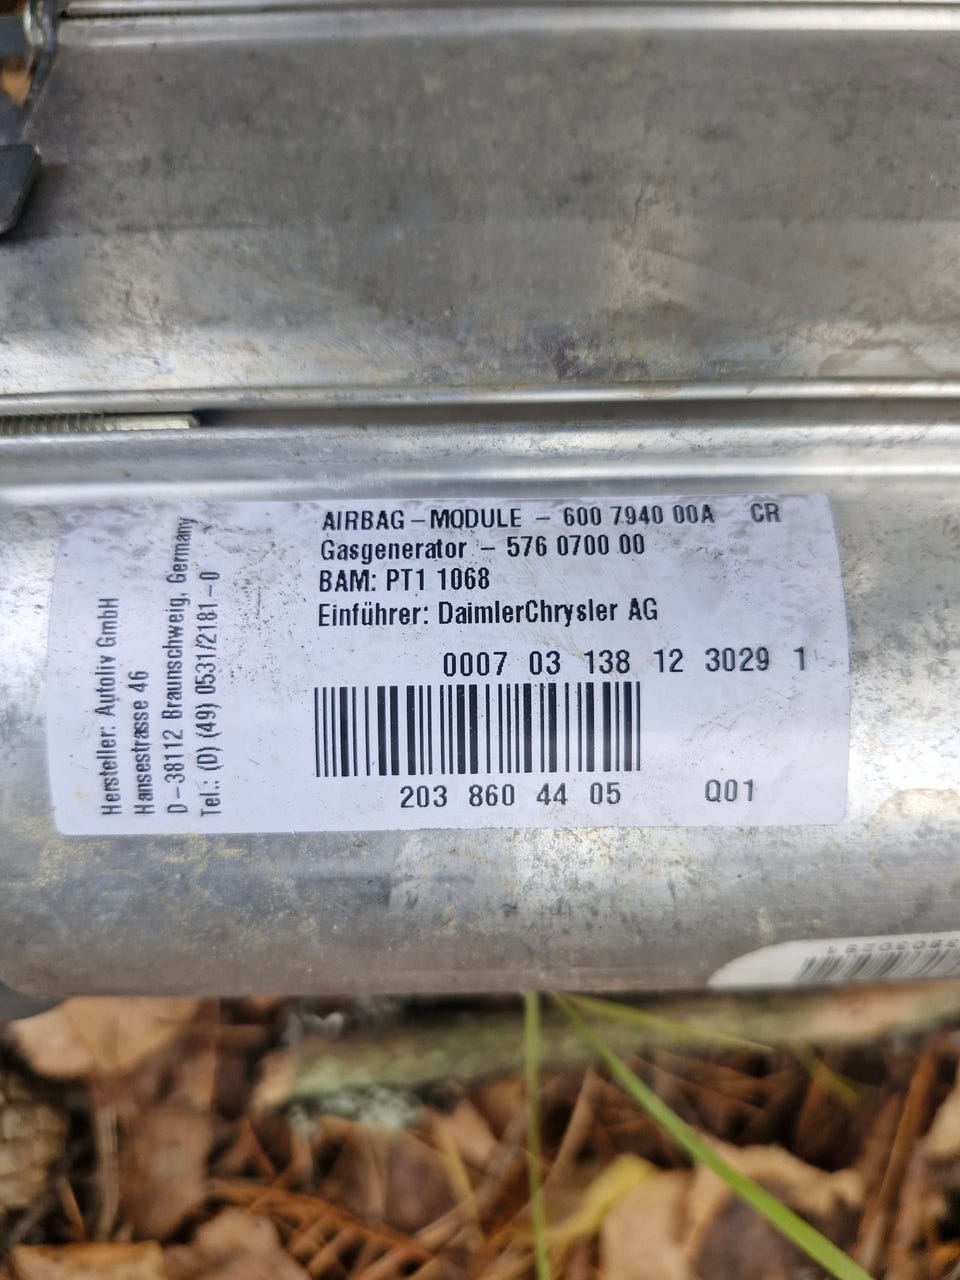 AIRBAG - MODULE - 600 7940 00A CR
Gasgenerator - 576 0700 00
BAM: PT1 1068
Einführer: DaimlerChrysler AG
0007 03 138 12 3029 1
203 860 44 05 Q01
Hersteller: Autoliv GmbH
Hansestrasse 46
D-38112 Braunschweig, Germany
Tel.: (0) (49) 0531/2181-0